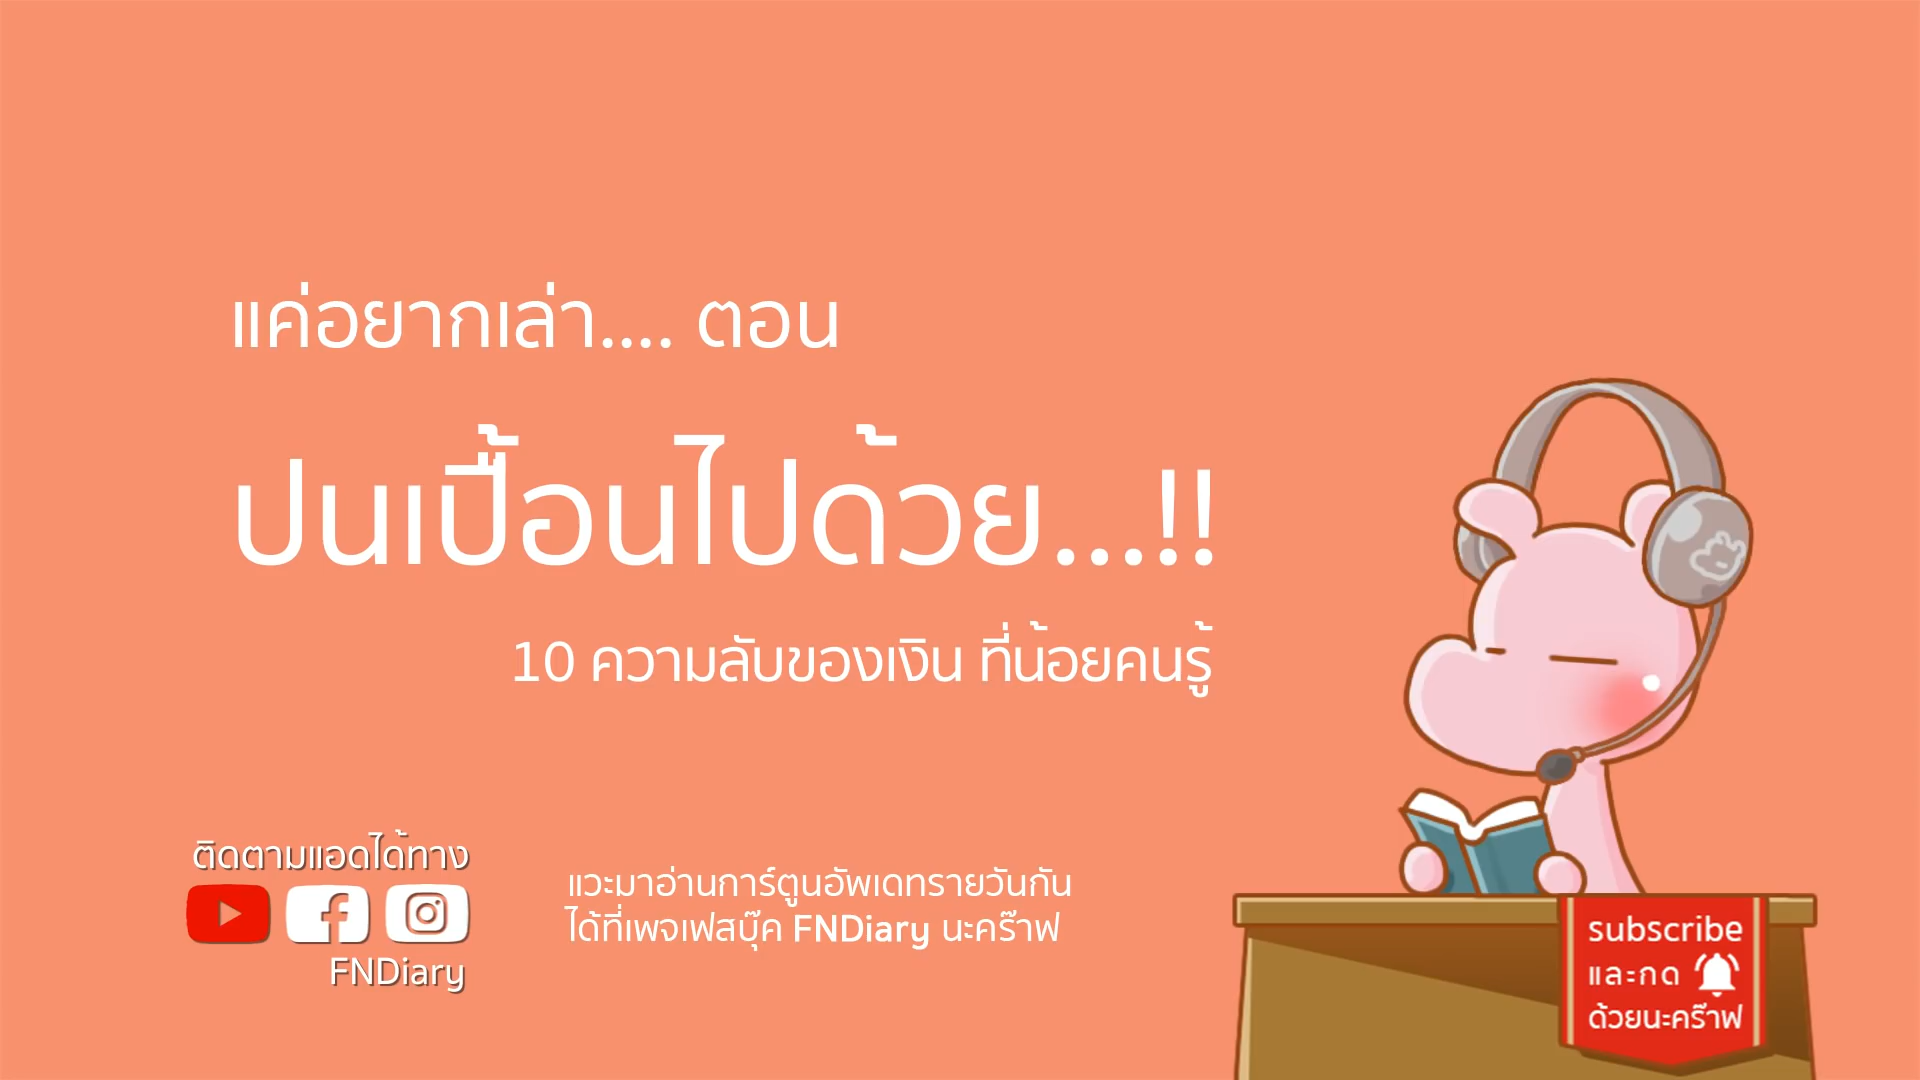 แค่อยากเล่า.... ตอน
ปนเปื้อนไปด้วย...!!
10 ความลับของเงิน ที่น้อยคนรู้
ติดตามแอดได้ทาง
FNDiary
แวะมาอ่านการ์ตูนอัพเดทรายวันกัน
ได้ที่เพจเฟสบุ๊ค FNDiary นะคร๊าฟ
subscribe
และกด
ด้วยนะคร๊าฟ